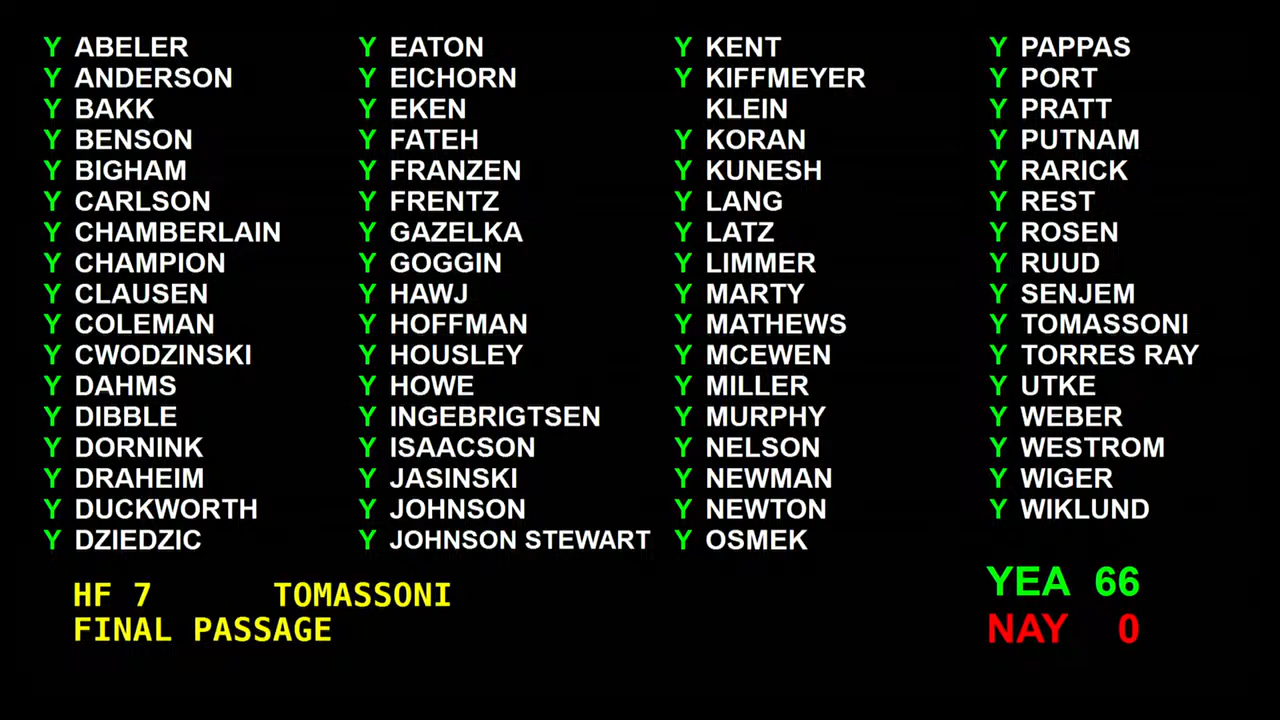 Y ABELER
Y ANDERSON
Y BAKK
Y BENSON
Y BIGHAM
Y CARLSON
Y CHAMBERLAIN
Y CHAMPION
Y CLAUSEN
Y COLEMAN
Y CWODZINSKI
Y DAHMS
Y DIBBLE
Y DORNINK
Y DRAHEIM
Y DUCKWORTH
Y DZIEDZIC
Y EATON
Y EICHORN
Y EKEN
Y FATEH
Y FRANZEN
Y FRENTZ
Y GAZELKA
Y GOGGIN
Y HAWJ
Y HOFFMAN
Y HOUSLEY
Y HOWE
Y INGEBRIGTSEN
Y ISAACSON
Y JASINSKI
Y JOHNSON
Y JOHNSON STEWART
Y KENT
Y KIFFMEYER
KLEIN
Y KORAN
Y KUNESH
Y LANG
Y LATZ
Y LIMMER
Y MARTY
Y MATHEWS
Y MCEWEN
Y MILLER
Y MURPHY
Y NELSON
Y NEWMAN
Y NEWTON
Y OSMEK
Y PAPPAS
Y PORT
Y PRATT
Y PUTNAM
Y RARICK
Y REST
Y ROSEN
Y RUUD
Y SENJEM
Y TOMASSONI
Y TORRES RAY
Y UTKE
Y WEBER
Y WESTROM
Y WIGER
Y WIKLUND
HF 7 TOMASSONI
FINAL PASSAGE
YEA 66
NAY 0